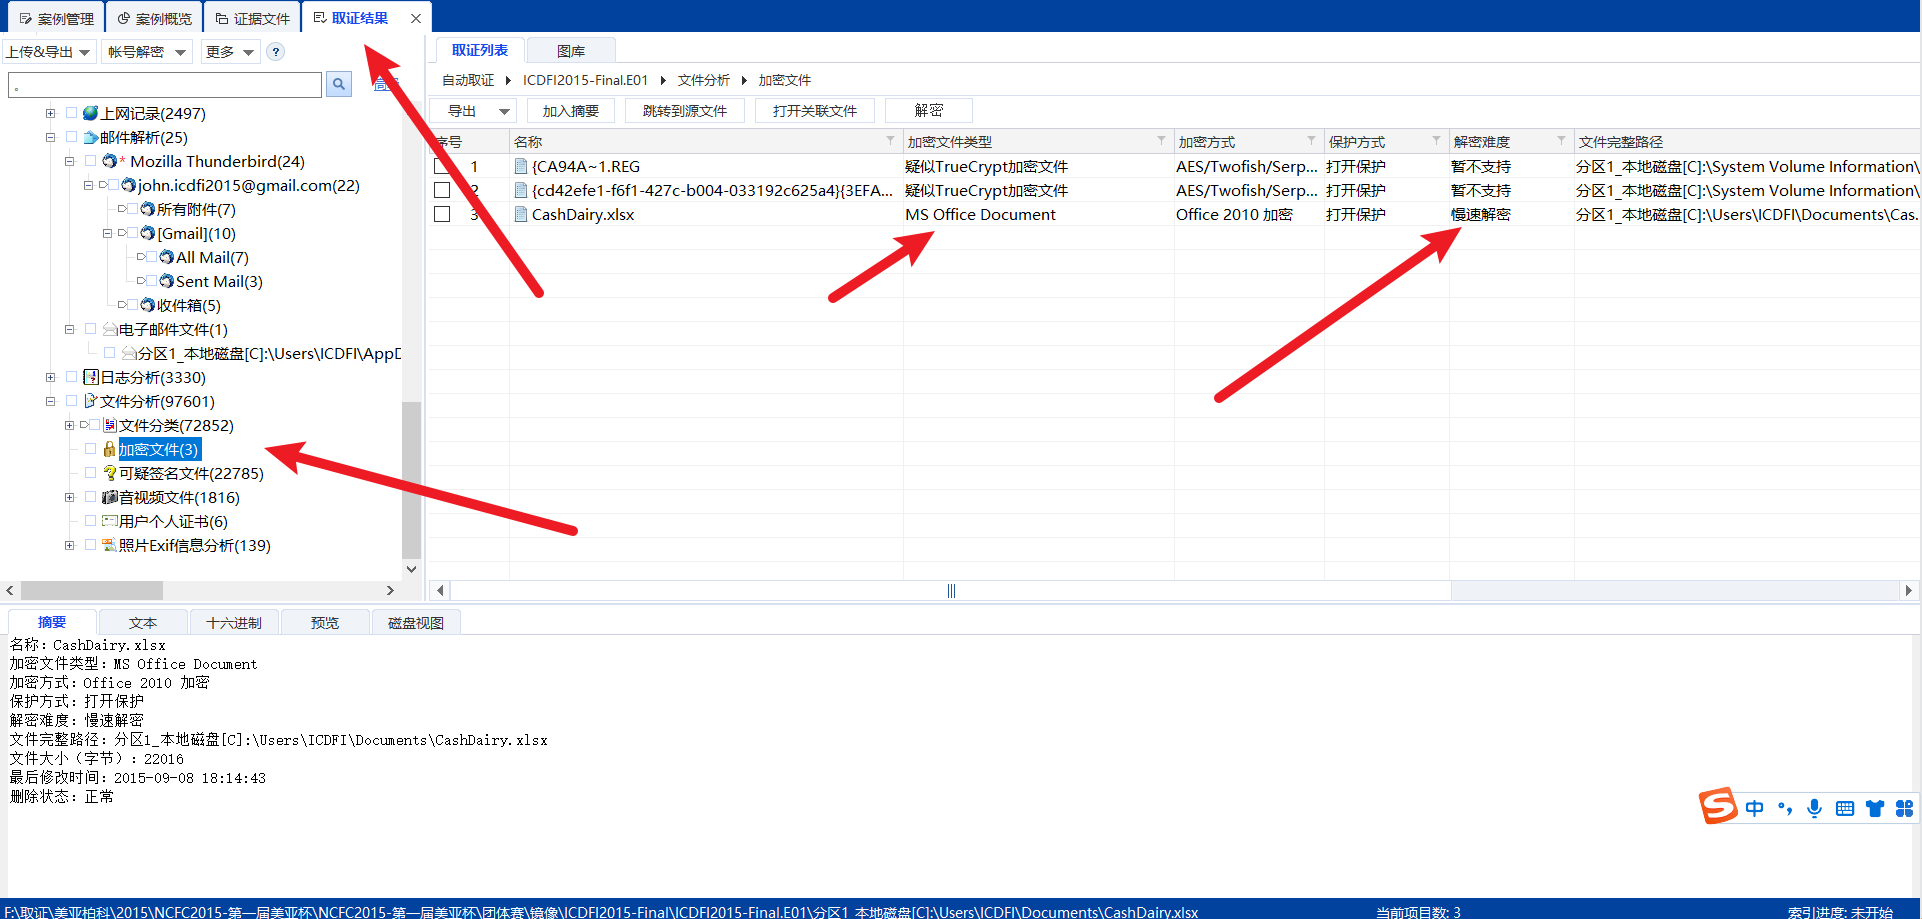 案例管理 案例概览 证据文件 取证结果
上传&导出 帐号解密 更多 ?
。 高
上网记录(2497)
邮件解析(25)
* Mozilla Thunderbird(24)
john.icdfi2015@gmail.com(22)
所有附件(7)
[Gmail](10)
All Mail(7)
Sent Mail(3)
收件箱(5)
电子邮件文件(1)
分区1_本地磁盘[C]:\Users\ICDFI\AppD
日志分析(3330)
文件分析(97601)
文件分类(72852)
加密文件(3)
可疑签名文件(22785)
音视频文件(1816)
用户个人证书(6)
照片Exif信息分析(139)
取证列表 图库
自动取证 ICDFI2015-Final.E01 文件分析 加密文件
导出 加入摘要 跳转到源文件 打开关联文件 解密
序号 名称 加密文件类型 加密方式 保护方式 解密难度 文件完整路径
1 {CA94A~1.REG 疑似TrueCrypt加密文件 AES/Twofish/Serp... 打开保护 暂不支持 分区1_本地磁盘[C]:\System Volume Information\
2 {cd42efe1-f6f1-427c-b004-033192c625a4}{3EFA... 疑似TrueCrypt加密文件 AES/Twofish/Serp... 打开保护 暂不支持 分区1_本地磁盘[C]:\System Volume Information\
3 CashDairy.xlsx MS Office Document Office 2010 加密 打开保护 慢速解密 分区1_本地磁盘[C]:\Users\ICDFI\Documents\Cas.
摘要 文本 十六进制 预览 磁盘视图
名称：CashDairy.xlsx
加密文件类型：MS Office Document
加密方式：Office 2010 加密
保护方式：打开保护
解密难度：慢速解密
文件完整路径：分区1_本地磁盘[C]:\Users\ICDFI\Documents\CashDairy.xlsx
文件大小（字节）：22016
最后修改时间：2015-09-08 18:14:43
删除状态：正常
S 中 °，
F:\取证\美亚柏科\2015\NCFC2015-第一届美亚杯\NCFC2015-第一届美亚杯\团体赛\镜像\ICDFI2015-Final\ICDFI2015-Final.E01\分区1_本地磁盘[C]:\Users\ICDFI\Documents\CashDairy.xlsx 当前项目数: 3 索引进度: 未开始